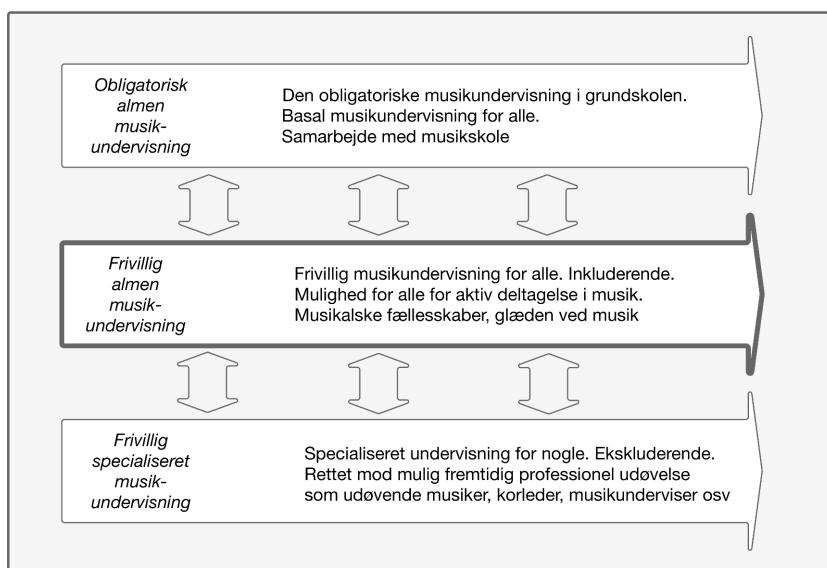 Obligatorisk
almen
musik-
undervisning
Den obligatoriske musikundervisning i grundskolen.
Basal musikundervisning for alle.
Samarbejde med musikskole
Frivillig
almen
musik-
undervisning
Frivillig musikundervisning for alle. Inkluderende.
Mulighed for alle for aktiv deltagelse i musik.
Musikalske fællesskaber, glæden ved musik
Frivillig
specialiseret
musik-
undervisning
Specialiseret undervisning for nogle. Ekskluderende.
Rettet mod mulig fremtidig professionel udøvelse
som udøvende musiker, korleder, musikunderviser osv